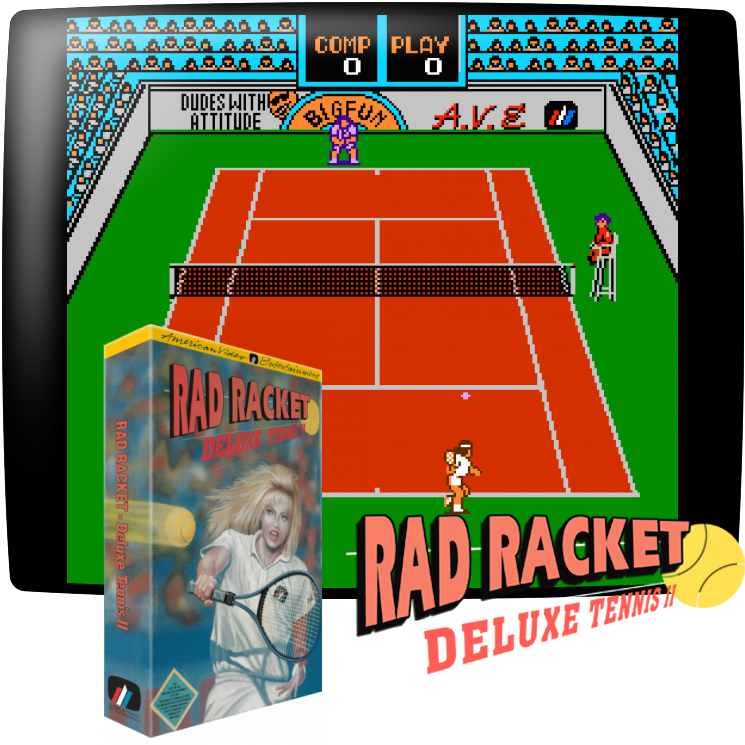 COMP PLAY
0 0
DUDES WITH
ATTITUDE
BIGFUN
A.V.E
American Video Entertainment
RAD RACKET
DELUXE TENNIS II
RAD RACKET - Deluxe Tennis II
RAD RACKET
DELUXE TENNIS II